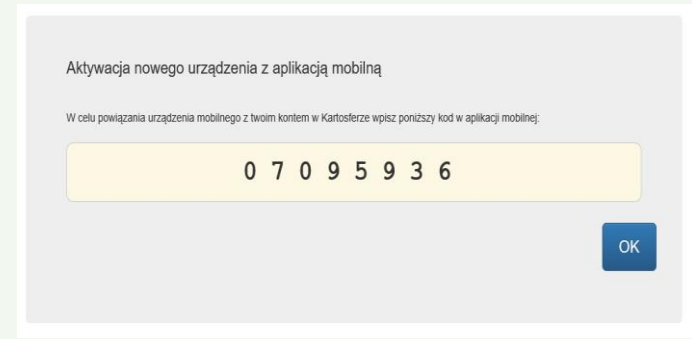 Aktywacja nowego urządzenia z aplikacją mobilną
W celu powiązania urządzenia mobilnego z twoim kontem w Kartosferze wpisz poniższy kod w aplikacji mobilnej:
0 7 0 9 5 9 3 6
OK